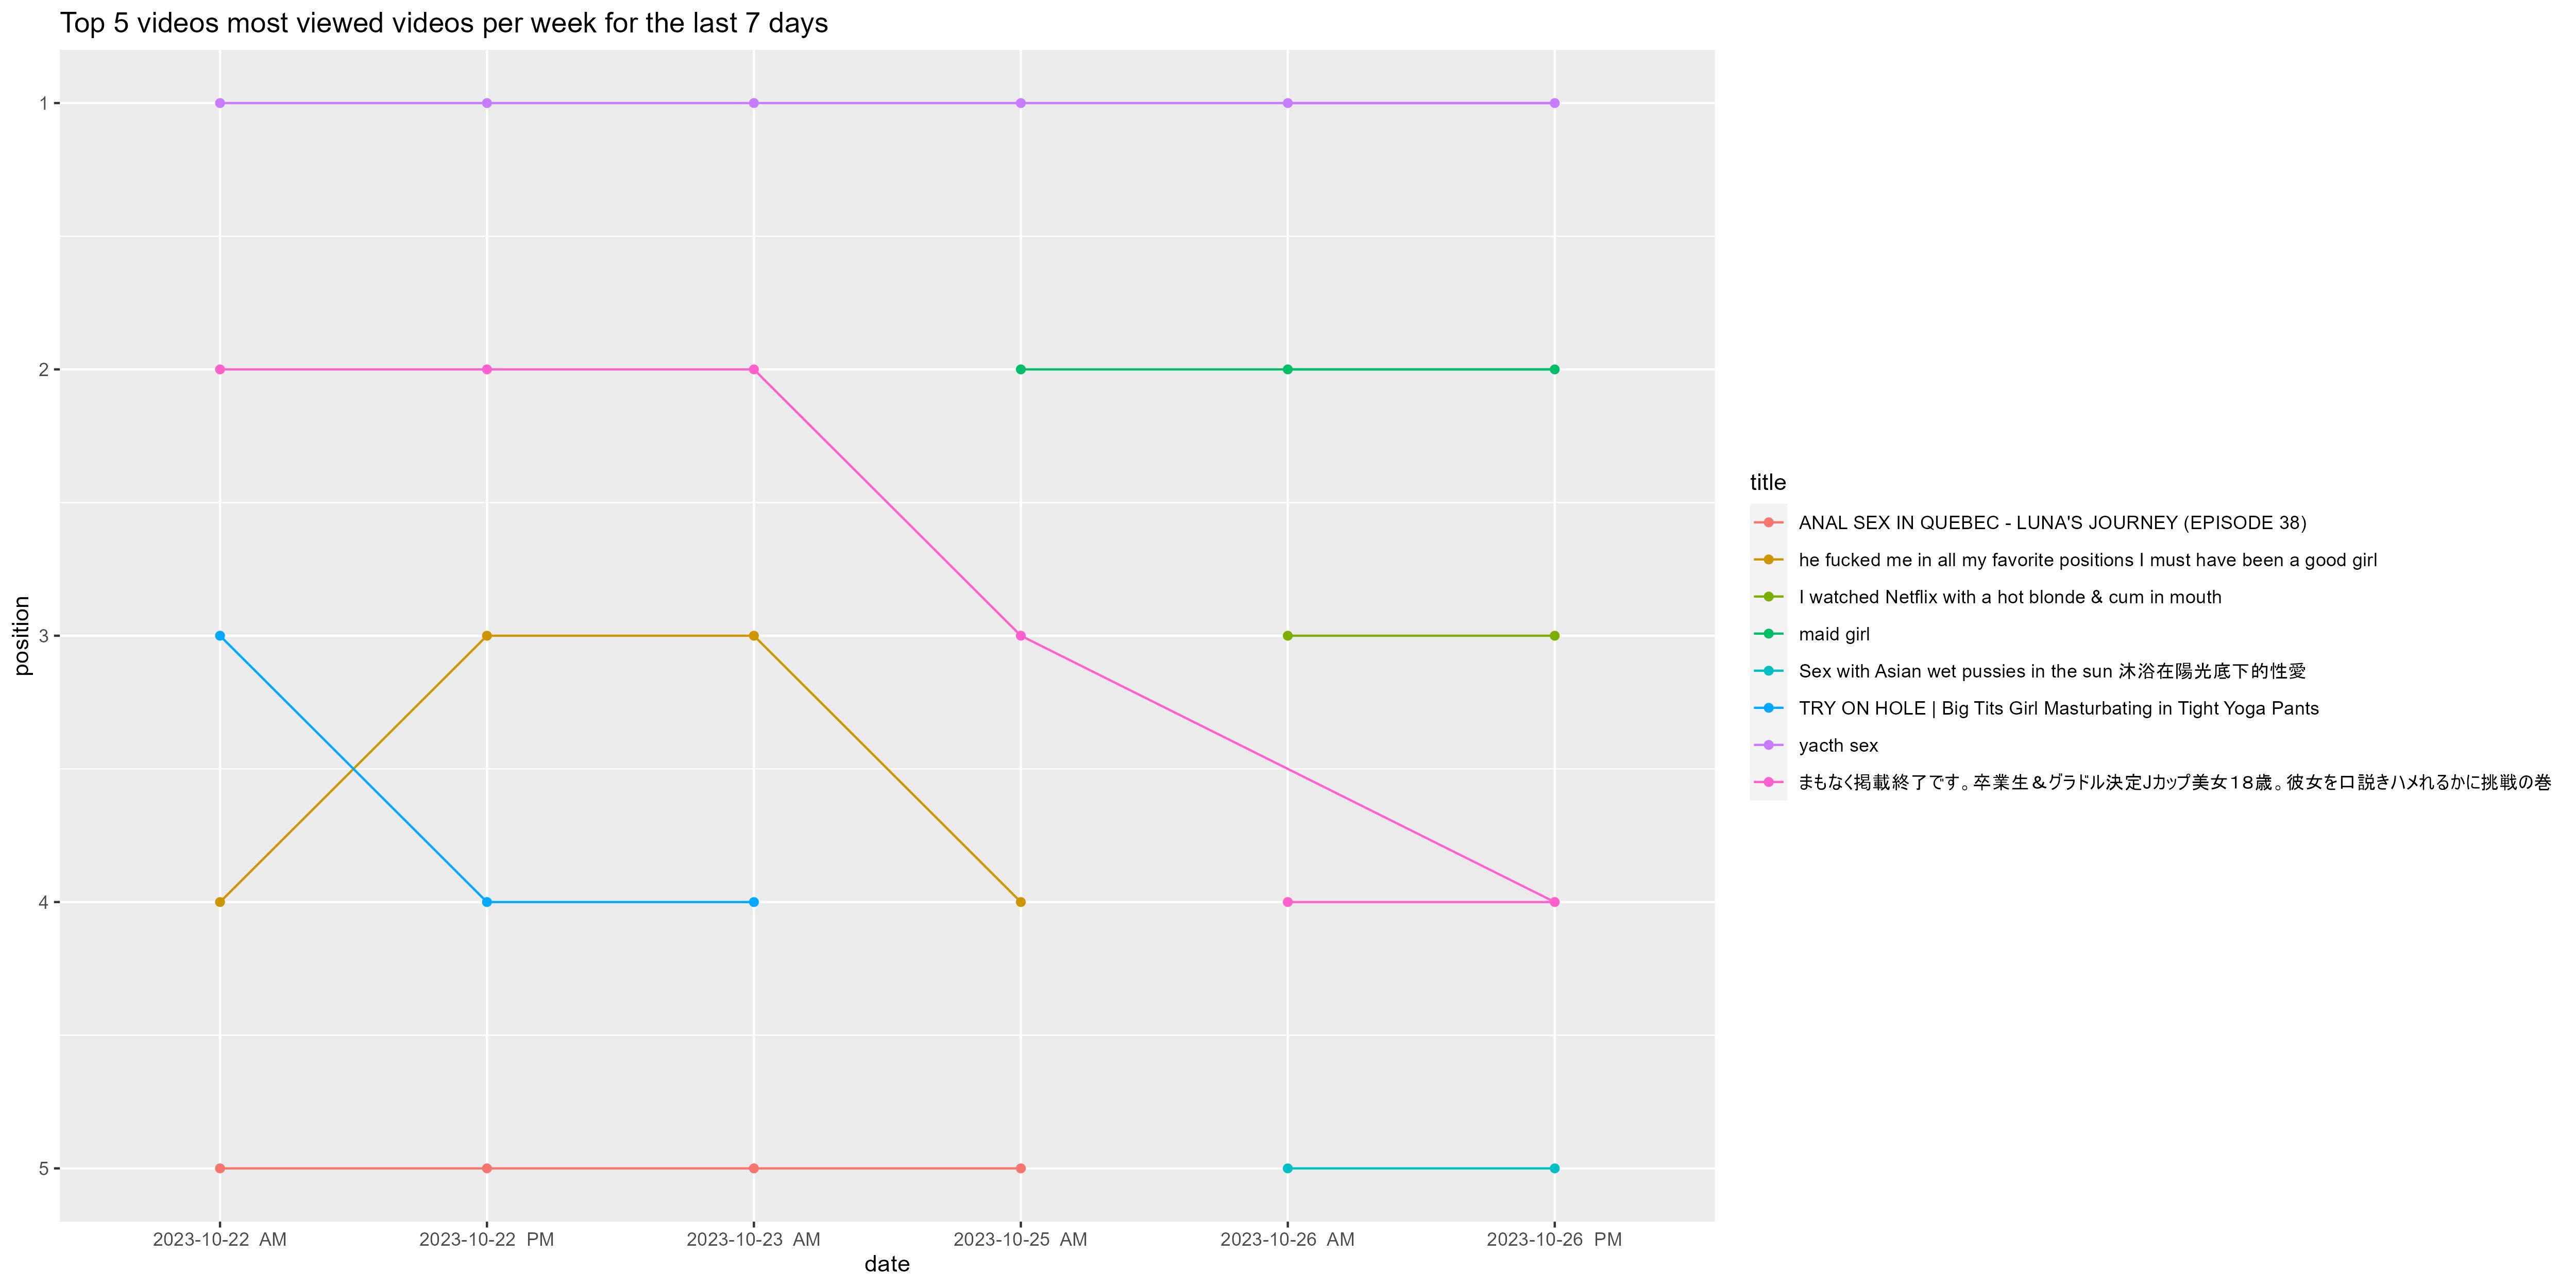 Top 5 videos most viewed videos per week for the last 7 days
1
2
3
4
5
position
2023-10-22 AM
2023-10-22 PM
2023-10-23 AM
2023-10-25 AM
2023-10-26 AM
2023-10-26 PM
date
title
ANAL SEX IN QUEBEC - LUNA'S JOURNEY (EPISODE 38)
he fucked me in all my favorite positions I must have been a good girl
I watched Netflix with a hot blonde & cum in mouth
maid girl
Sex with Asian wet pussies in the sun 沐浴在陽光底下的性愛
TRY ON HOLE | Big Tits Girl Masturbating in Tight Yoga Pants
yacth sex
まもなく掲載終了です。卒業生＆グラドル決定Jカップ美女１８歳。彼女を口説きハメれるかに挑戦の巻